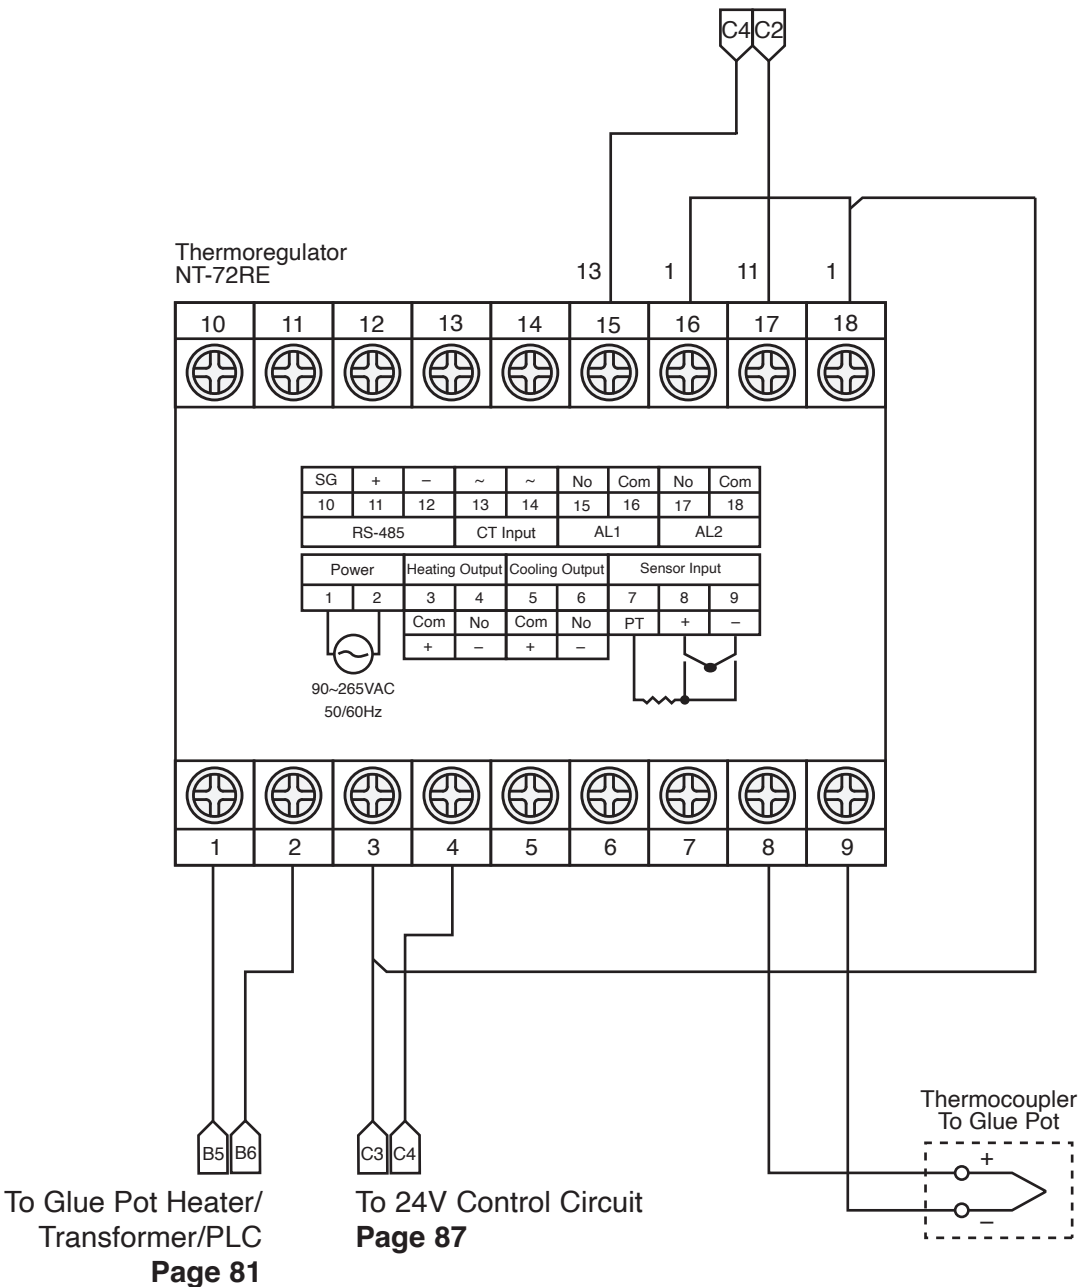 C4 C2
Thermoregulator
NT-72RE
13 1 11 1
10 11 12 13 14 15 16 17 18
SG + – ~ ~ No Com No Com
10 11 12 13 14 15 16 17 18
RS-485 CT Input AL1 AL2
Power Heating Output Cooling Output Sensor Input
1 2 3 4 5 6 7 8 9
Com No Com No PT + –
+ – + –
90~265VAC
50/60Hz
1 2 3 4 5 6 7 8 9
Thermocoupler
To Glue Pot
+
–
B5 B6 C3 C4
To Glue Pot Heater/
Transformer/PLC
Page 81
To 24V Control Circuit
Page 87